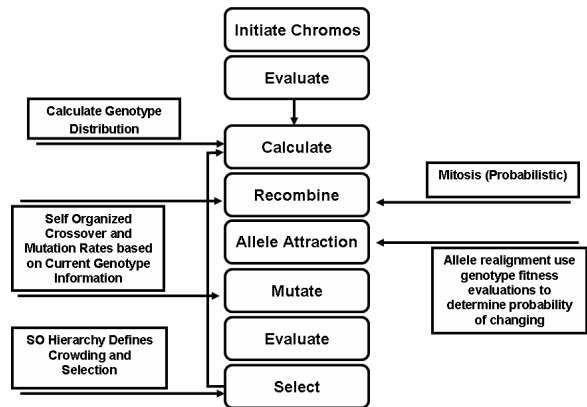 Initiate Chromos
Evaluate
Calculate Genotype
Distribution
Calculate
Mitosis (Probabilistic)
Recombine
Self Organized
Crossover and
Mutation Rates based
on Current Genotype
Information
Allele Attraction
Allele realignment use
genotype fitness
evaluations to
determine probability
of changing
Mutate
Evaluate
SO Hierarchy Defines
Crowding and
Selection
Select